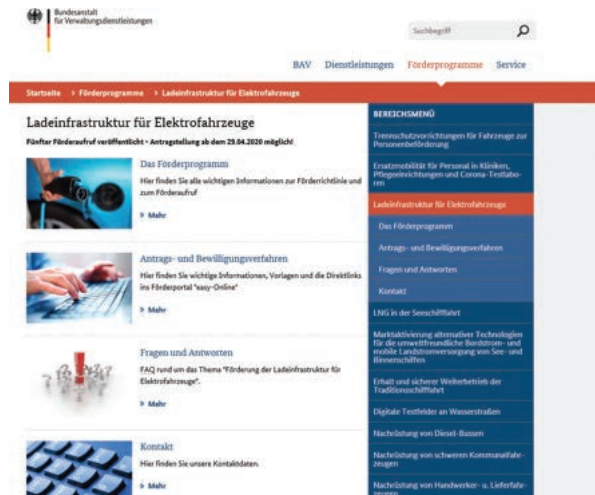 Bundesanstalt
für Verwaltungsdienstleistungen
Suchbegriff
BAV Dienstleistungen Förderprogramme Service
Startseite > Förderprogramme > Ladeinfrastruktur für Elektrofahrzeuge
Ladeinfrastruktur für Elektrofahrzeuge
Fünfter Förderaufruf veröffentlicht - Antragstellung ab dem 29.04.2020 möglich!
Das Förderprogramm
Hier finden Sie alle wichtigen Informationen zur Förderrichtlinie und
zum Förderaufruf
Mehr
Antrags- und Bewilligungsverfahren
Hier finden Sie wichtige Informationen, Vorlagen und die Direktlinks
ins Förderportal "easy-Online"
Mehr
Fragen und Antworten
FAQ rund um das Thema "Förderung der Ladeinfrastruktur für
Elektrofahrzeuge".
Mehr
Kontakt
Hier finden Sie unsere Kontaktdaten.
Mehr
BEREICHSMENÜ
Trennschutzvorrichtungen für Fahrzeuge zur
Personenbeförderung
Ersatzmobilität für Personal in Kliniken,
Pflegeeinrichtungen und Corona-Testlabo-
ren
Ladeinfrastruktur für Elektrofahrzeuge
Das Förderprogramm
Antrags- und Bewilligungsverfahren
Fragen und Antworten
Kontakt
LNG in der Seeschifffahrt
Marktaktivierung alternativer Technologien
für die umweltfreundliche Bordstrom- und
mobile Landstromversorgung von See- und
Binnenschiffen
Erhalt und sicherer Weiterbetrieb der
Traditionsschifffahrt
Digitale Testfelder an Wasserstraßen
Nachrüstung von Diesel-Bussen
Nachrüstung von schweren Kommunalfahr-
zeugen
Nachrüstung von Handwerker- u. Lieferfahr-
zeugen